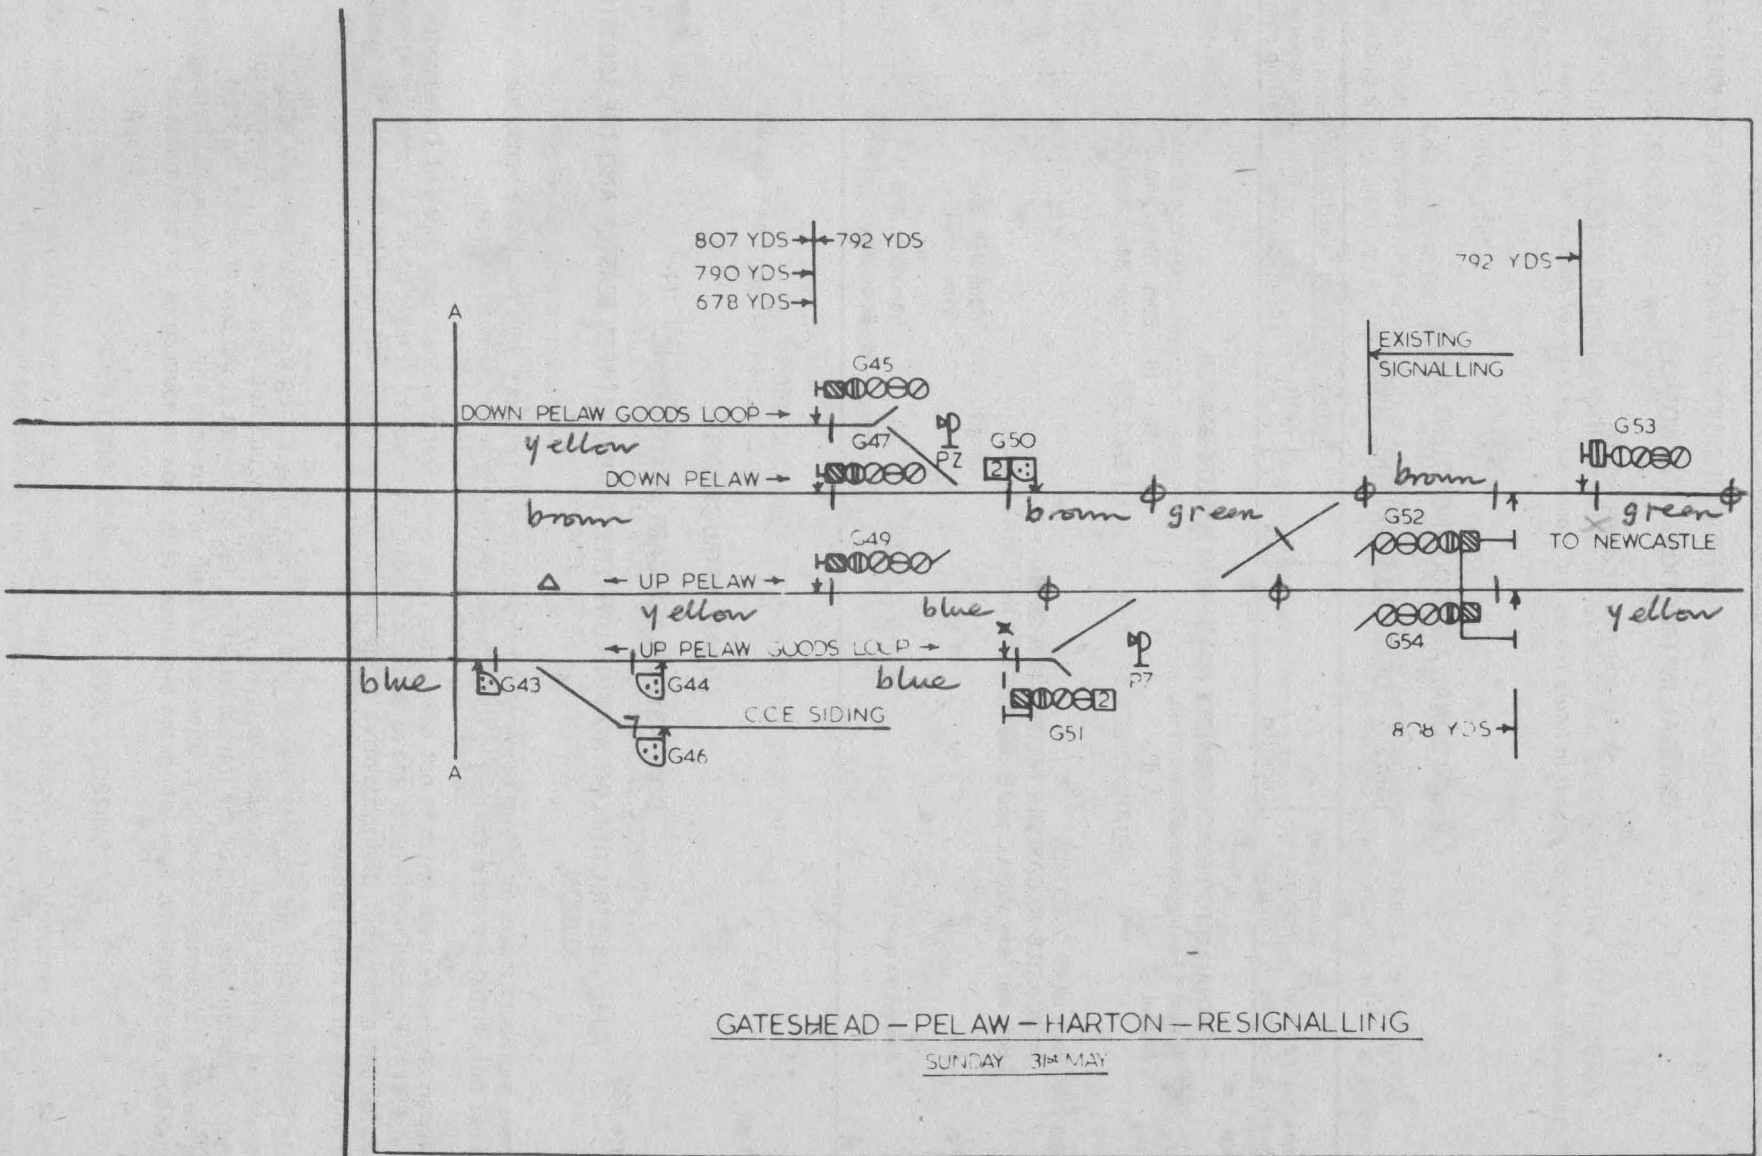 807 YDS 792 YDS
790 YDS
678 YDS
792 YDS
A
EXISTING
SIGNALLING
G45
DOWN PELAW GOODS LOOP
yellow
G47
G50
2
G53
DOWN PELAW
brown
brown
green
brown
green
G52
TO NEWCASTLE
G49
UP PELAW
yellow
blue
yellow
G54
UP PELAW GOODS LOOP
blue
G43
G44
blue
2
C.C.E SIDING
G51
808 YDS
G46
A
GATESHEAD - PELAW - HARTON - RESIGNALLING
SUNDAY 31st MAY